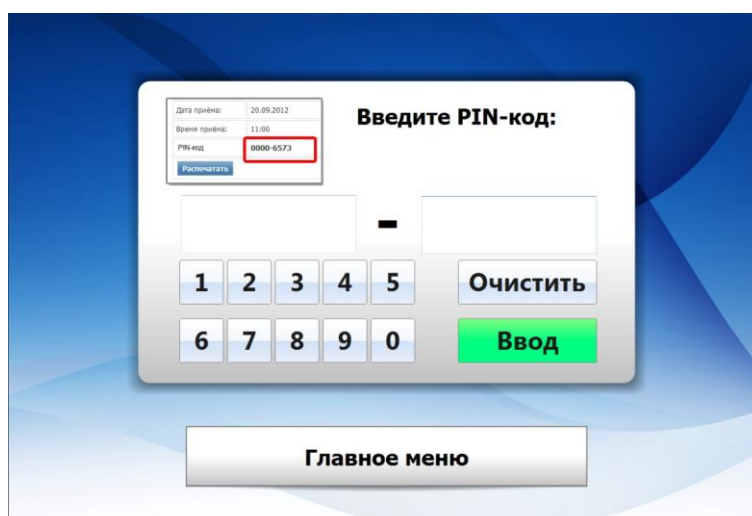 Дата приёма: 20.09.2012
Время приёма: 11:00
PIN-код 0000-6573
Распечатать
Введите PIN-код:
-
1 2 3 4 5 Очистить
6 7 8 9 0 Ввод
Главное меню